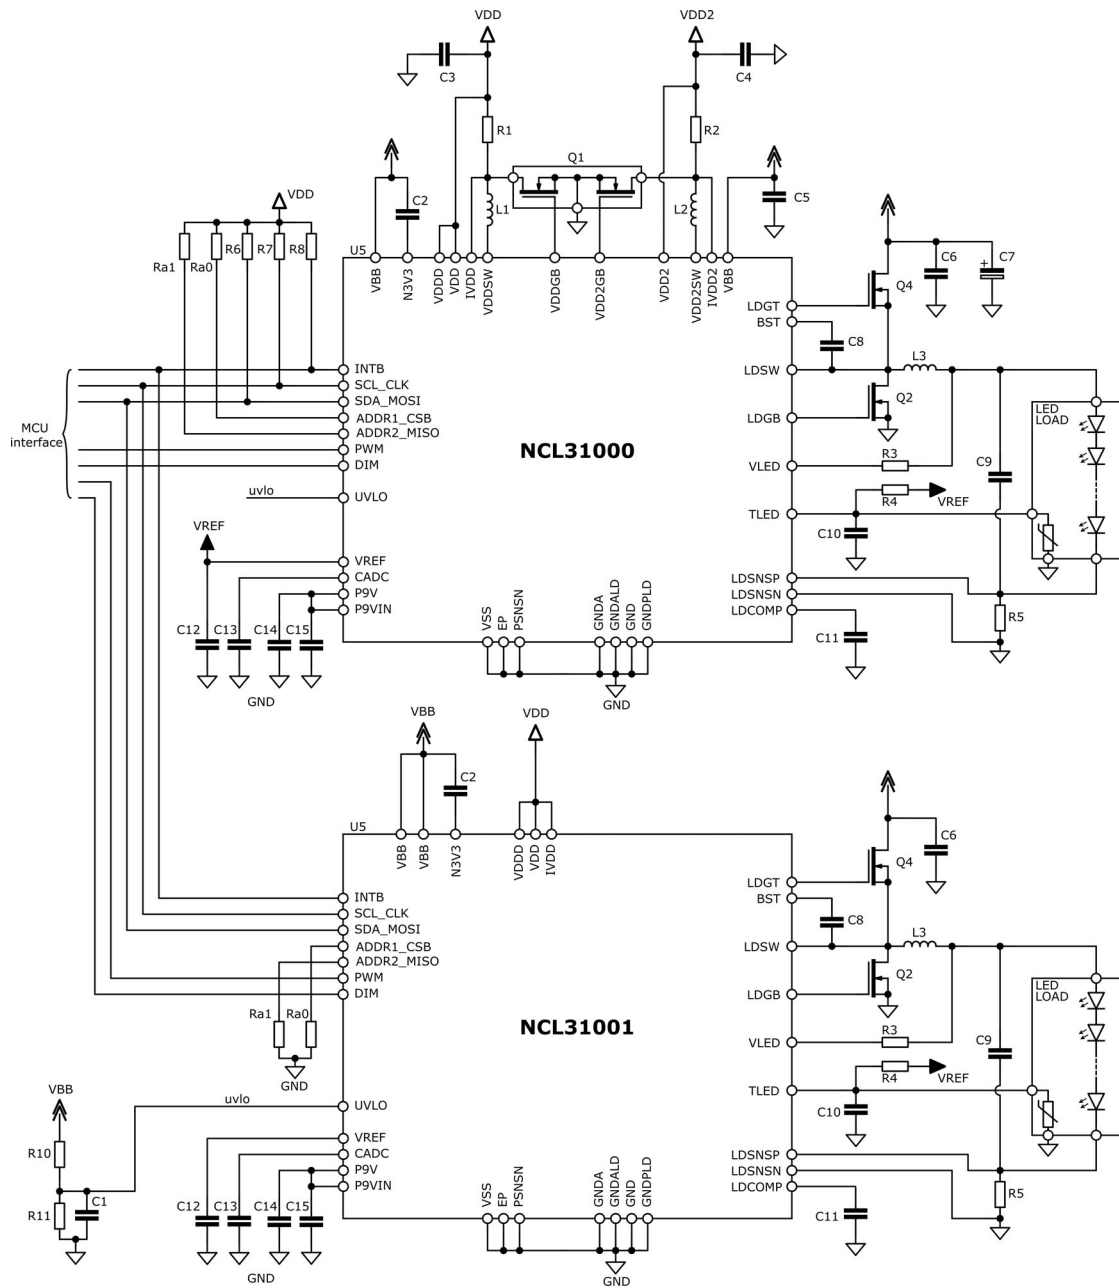 VDD
VDD2
C3
C4
R1
R2
Q1
C2
C5
L1
L2
VDD
R6
R7
R8
Ra1
Ra0
U5
VBB
N3V3
VDDD
VDD
IVDD
VDDSW
VDDGB
VDD2GB
VDD2
VDD2SW
IVDD2
VBB
C6
+
C7
Q4
LDGT
BST
C8
L3
LDSW
Q2
LDGB
LED
LOAD
INTB
SCL_CLK
SDA_MOSI
ADDR1_CSB
ADDR2_MISO
PWM
DIM
MCU
interface
NCL31000
VLED
R3
C9
R4
VREF
uvlo
UVLO
TLED
C10
VREF
VREF
CADC
P9V
P9VIN
LDSNSP
LDSNSN
LDCOMP
R5
VSS
EP
PSNSN
GNDA
GNDALD
GND
GNDPLD
C12
C13
C14
C15
C11
GND
GND
VBB
VDD
C2
U5
VBB
VBB
N3V3
VDDD
VDD
IVDD
C6
Q4
LDGT
BST
C8
L3
LDSW
Q2
LDGB
LED
LOAD
INTB
SCL_CLK
SDA_MOSI
ADDR1_CSB
ADDR2_MISO
PWM
DIM
Ra1
Ra0
GND
NCL31001
VLED
R3
C9
R4
VREF
VBB
uvlo
UVLO
TLED
C10
R10
VREF
CADC
P9V
P9VIN
LDSNSP
LDSNSN
LDCOMP
R5
R11
C1
C12
C13
C14
C15
VSS
EP
PSNSN
GNDA
GNDALD
GND
GNDPLD
C11
GND
GND